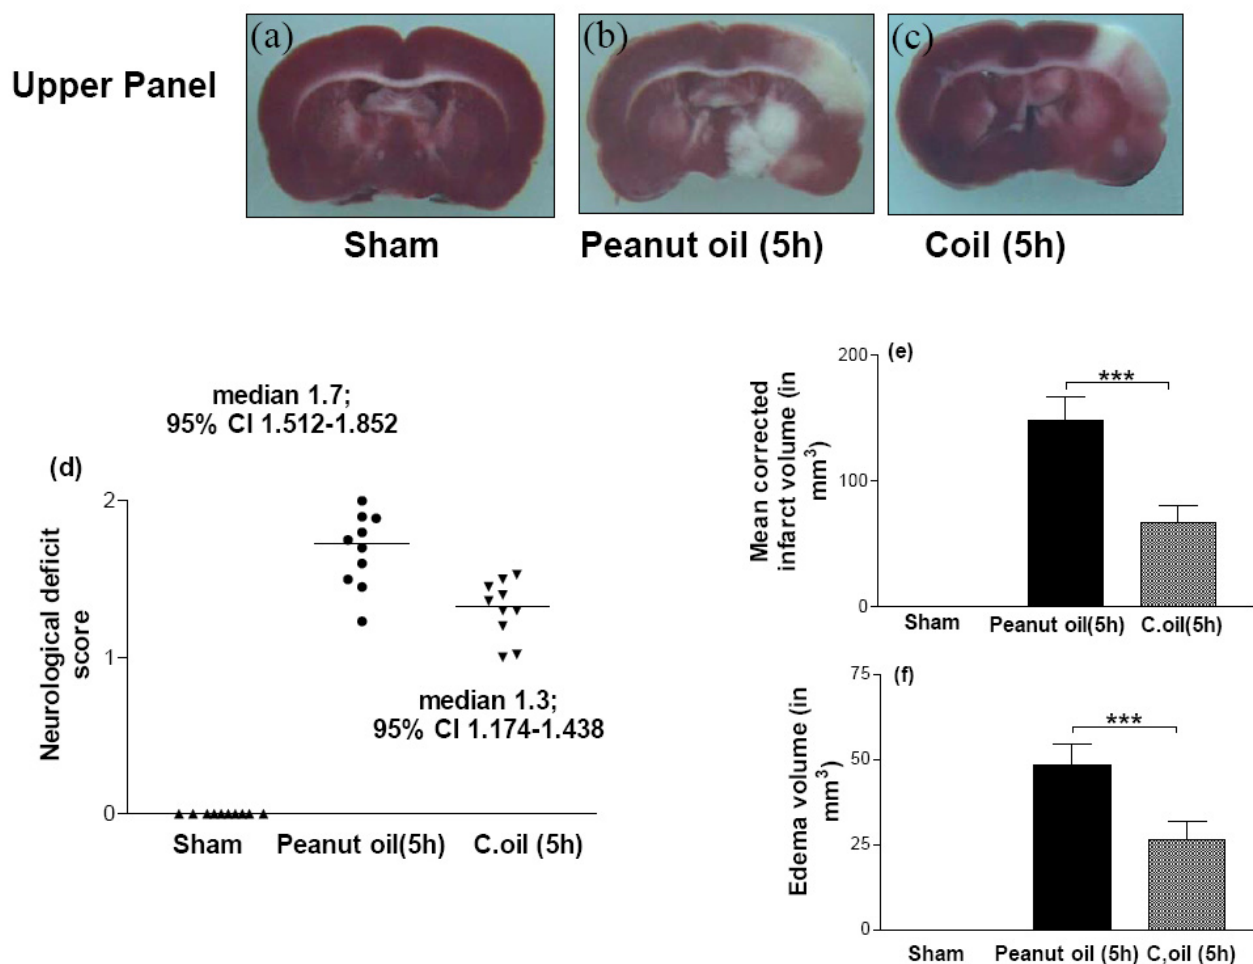 (a)
(b)
(c)
Upper Panel
Sham
Peanut oil (5h)
Coil (5h)
median 1.7;
95% CI 1.512-1.852
(d)
Neurological deficit
score
2
1
0
median 1.3;
95% CI 1.174-1.438
Sham
Peanut oil(5h)
C.oil (5h)
(e)
Mean corrected
infarct volume (in
mm3)
200
100
0
***
Sham
Peanut oil(5h)
C.oil(5h)
(f)
Edema volume (in
mm3)
75
50
25
0
***
Sham
Peanut oil (5h)
C,oil (5h)